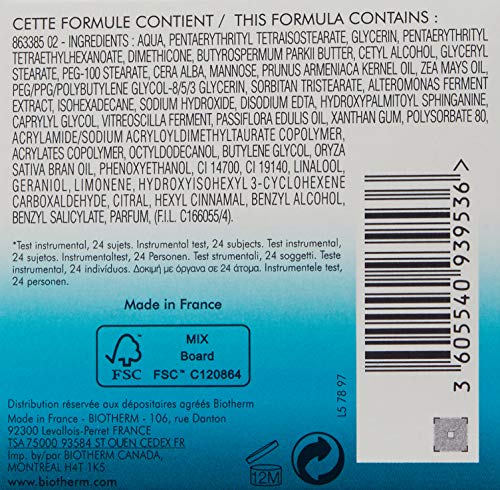 CETTE FORMULE CONTIENT / THIS FORMULA CONTAINS :
863385 02 - INGREDIENTS : AQUA, PENTAERYTHRITYL TETRAISOSTEARATE, GLYCERIN, PENTAERYTHRITYL
TETRAETHYLHEXANOATE, DIMETHICONE, BUTYROSPERMUM PARKII BUTTER, CETYL ALCOHOL, GLYCERYL
STEARATE, PEG-100 STEARATE, CERA ALBA, MANNOSE, PRUNUS ARMENIACA KERNEL OIL, ZEA MAYS OIL,
PEG/PPG/POLYBUTYLENE GLYCOL-8/5/3 GLYCERIN, SORBITAN TRISTEARATE, ALTEROMONAS FERMENT
EXTRACT, ISOHEXADECANE, SODIUM HYDROXIDE, DISODIUM EDTA, HYDROXYPALMITOYL SPHINGANINE,
CAPRYLYL GLYCOL, VITREOSCILLA FERMENT, PASSIFLORA EDULIS OIL, XANTHAN GUM, POLYSORBATE 80,
ACRYLAMIDE/SODIUM ACRYLOYLDIMETHYLTAURATE COPOLYMER,
ACRYLATES COPOLYMER, OCTYLDODECANOL, BUTYLENE GLYCOL, ORYZA
SATIVA BRAN OIL, PHENOXYETHANOL, CI 14700, CI 19140, LINALOOL,
GERANIOL, LIMONENE, HYDROXYISOHEXYL 3-CYCLOHEXENE
CARBOXALDEHYDE, CITRAL, HEXYL CINNAMAL, BENZYL ALCOHOL,
BENZYL SALICYLATE, PARFUM, (F.I.L. C166055/4).
*Test instrumental, 24 sujets. Instrumental test, 24 subjects. Test instrumental,
24 sujetos. Instrumentaltest, 24 Personen. Test strumentali, 24 soggetti. Teste
instrumental, 24 indivíduos. Δοκιμή με όργανα σε 24 άτομα. Instrumentele testen,
24 personen.
Made in France
FSC
MIX
Board
FSC™ C120864
3 605540 939536
L5 78 97
Distribution réservée aux dépositaires agréés Biotherm
Made in France - BIOTHERM - 106, rue Danton
92300 Levallois-Perret FRANCE
TSA 75000 93584 ST OUEN CEDEX FR
Imp. by/par BIOTHERM CANADA,
MONTRÉAL H4T 1K5
www.biotherm.com
12M